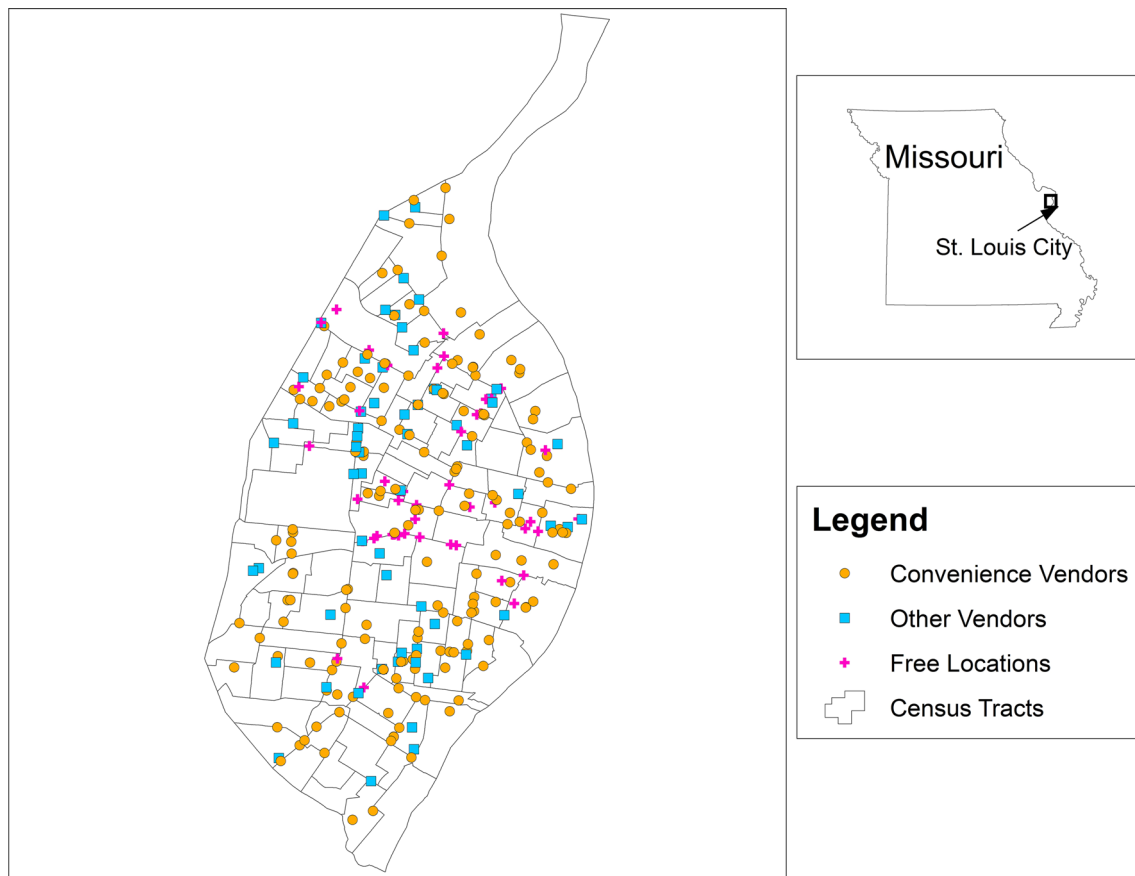 Missouri
St. Louis City
Legend
Convenience Vendors
Other Vendors
Free Locations
Census Tracts